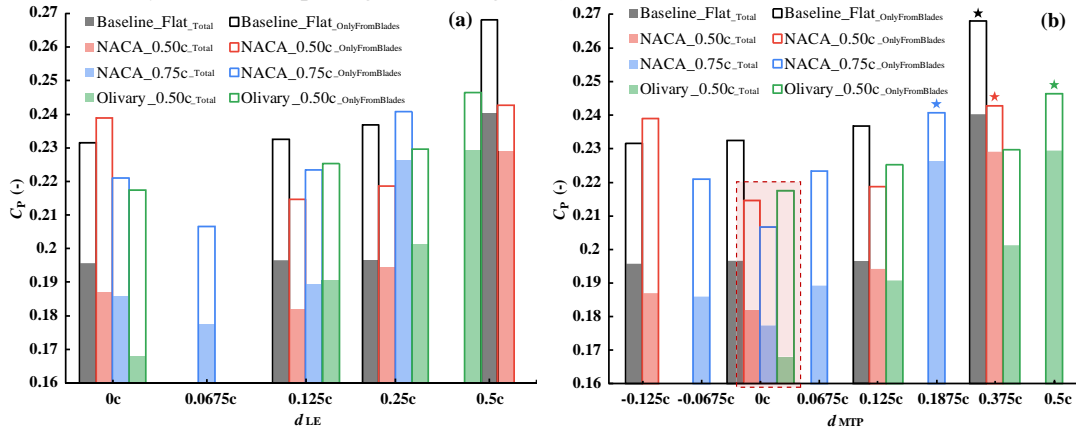 (a)
Baseline_Flat_Total
Baseline_Flat_OnlyFromBlades
NACA_0.50c_Total
NACA_0.50c_OnlyFromBlades
NACA_0.75c_Total
NACA_0.75c_OnlyFromBlades
Olivary_0.50c_Total
Olivary_0.50c_OnlyFromBlades
0.27
0.26
0.25
0.24
0.23
0.22
0.21
0.2
0.19
0.18
0.17
0.16
CP (-)
0c 0.0675c 0.125c 0.25c 0.5c
d LE
(b)
Baseline_Flat_Total
Baseline_Flat_OnlyFromBlades
NACA_0.50c_Total
NACA_0.50c_OnlyFromBlades
NACA_0.75c_Total
NACA_0.75c_OnlyFromBlades
Olivary_0.50c_Total
Olivary_0.50c_OnlyFromBlades
0.27
0.26
0.25
0.24
0.23
0.22
0.21
0.2
0.19
0.18
0.17
0.16
CP (-)
-0.125c -0.0675c 0c 0.0675c 0.125c 0.1875c 0.375c 0.5c
d MTP